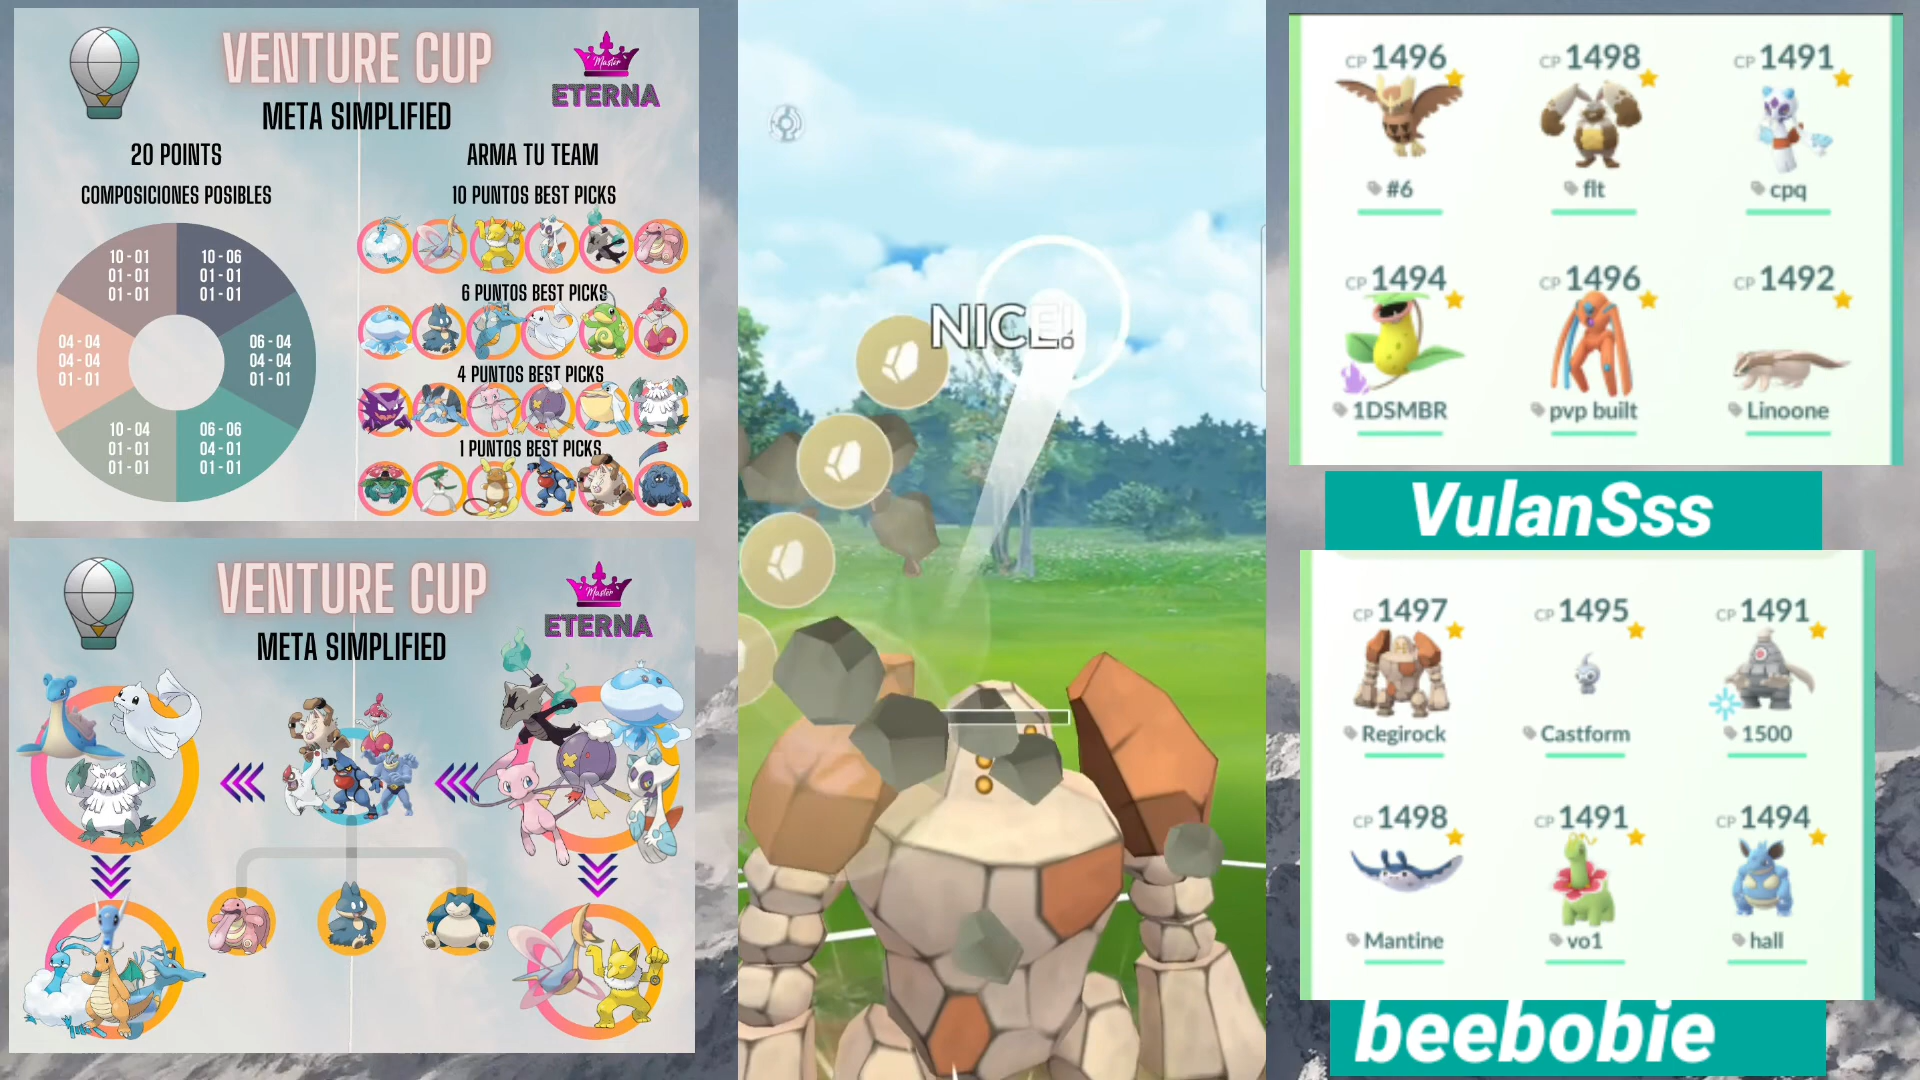 VENTURE CUP
META SIMPLIFIED
Master
ETERNA
20 POINTS
COMPOSICIONES POSIBLES
10 - 01
01 - 01
01 - 01
10 - 06
01 - 01
01 - 01
04 - 04
04 - 04
01 - 01
06 - 04
04 - 04
01 - 01
10 - 04
01 - 01
01 - 01
06 - 06
04 - 01
01 - 01
ARMA TU TEAM
10 PUNTOS BEST PICKS
6 PUNTOS BEST PICKS
4 PUNTOS BEST PICKS
1 PUNTOS BEST PICKS
VENTURE CUP
META SIMPLIFIED
Master
ETERNA
NICE!
CP 1496
CP 1498
CP 1491
#6
flt
cpq
CP 1494
CP 1496
CP 1492
1DSMBR
pvp built
Linoone
VulanSss
CP 1497
CP 1495
CP 1491
Regirock
Castform
1500
CP 1498
CP 1491
CP 1494
Mantine
vo1
hall
beebobie